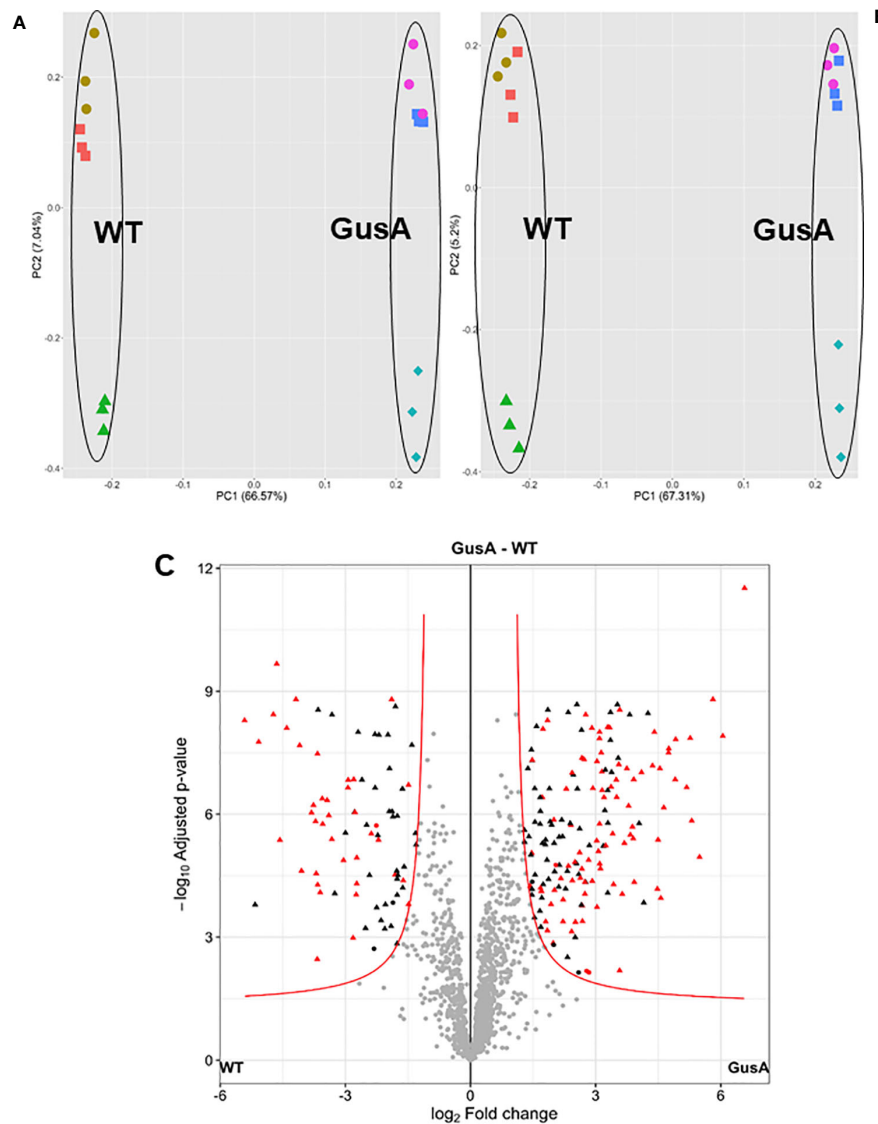 A
0.2
0.0
-0.2
-0.4
PC2 (7.04%)
WT
GusA
-0.2
-0.1
0.0
0.1
0.2
PC1 (66.57%)
0.2
0.0
-0.2
-0.4
PC2 (5.2%)
WT
GusA
-0.2
-0.1
0.0
0.1
0.2
PC1 (67.31%)
C
GusA - WT
12
9
6
3
0
−log10 Adjusted p-value
WT
GusA
-6
-3
0
3
6
log2 Fold change